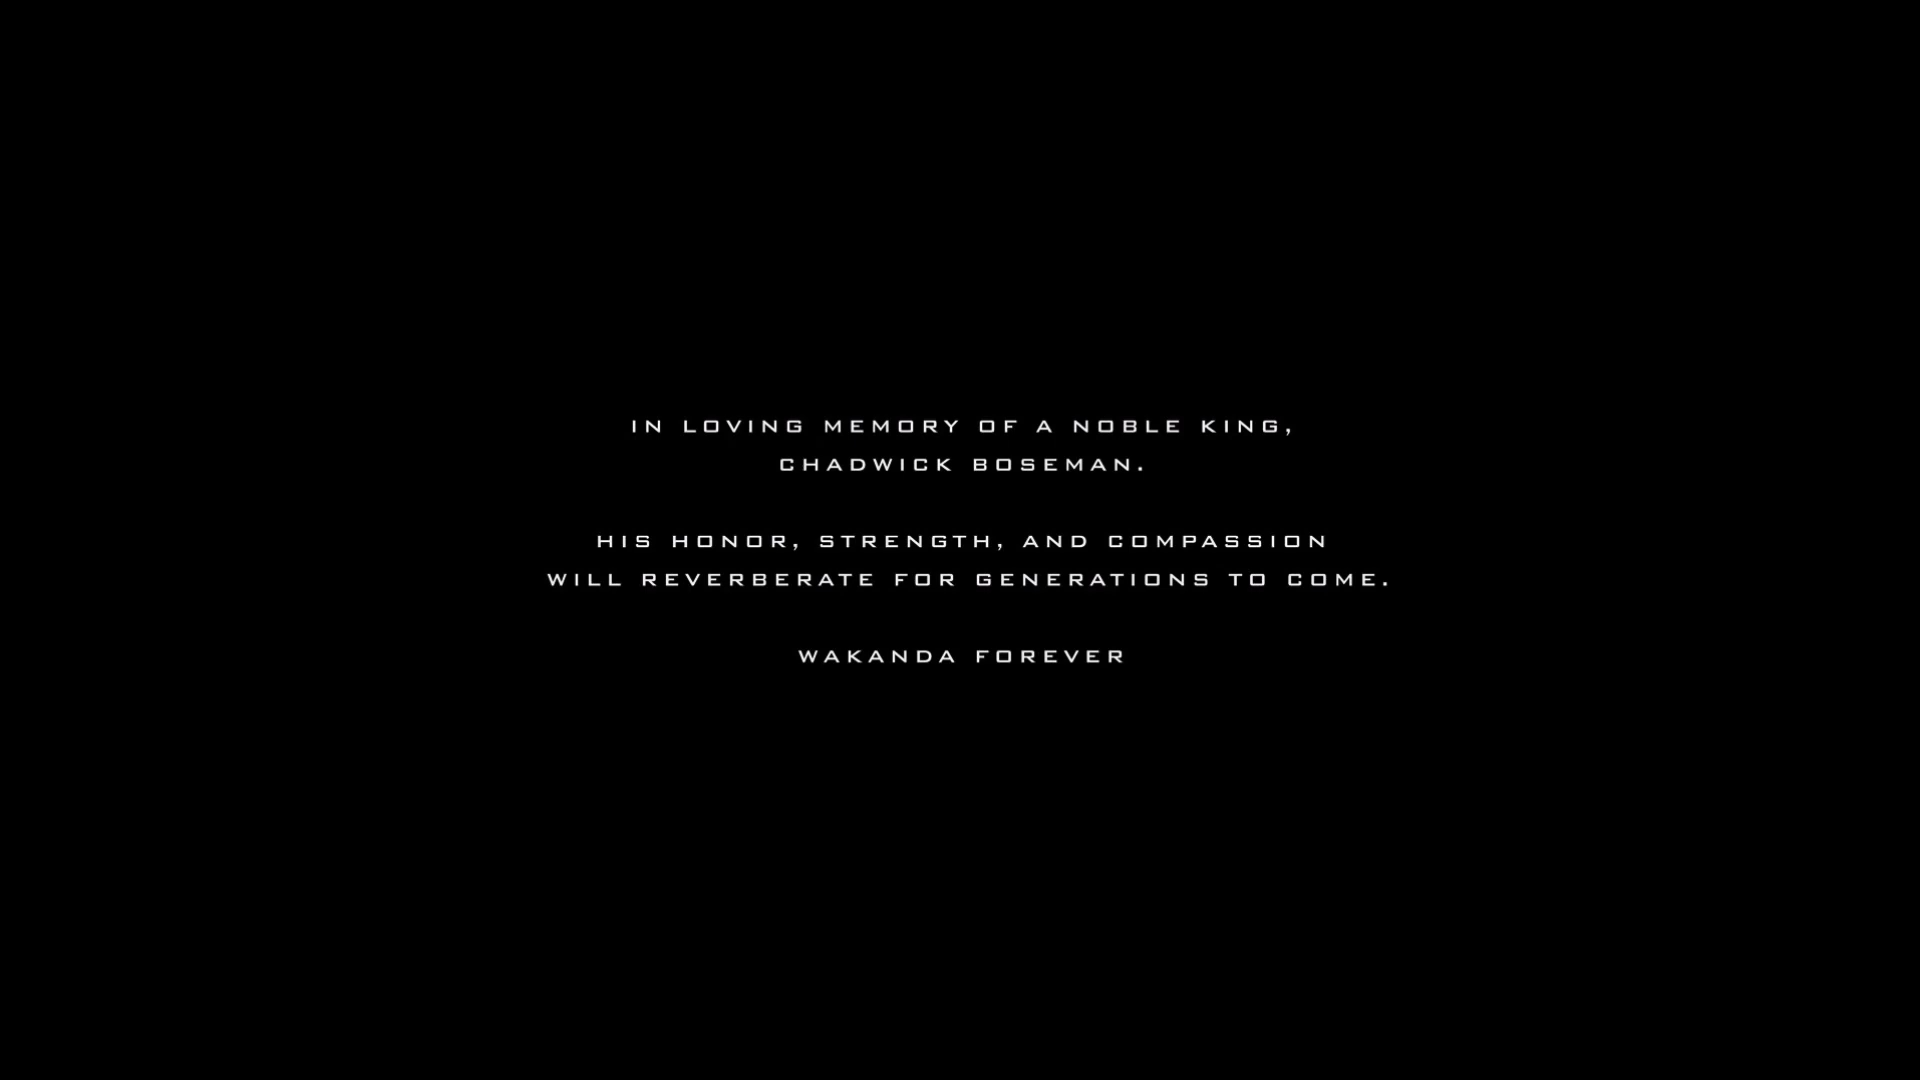 IN LOVING MEMORY OF A NOBLE KING,
CHADWICK BOSEMAN.
HIS HONOR, STRENGTH, AND COMPASSION
WILL REVERBERATE FOR GENERATIONS TO COME.
WAKANDA FOREVER